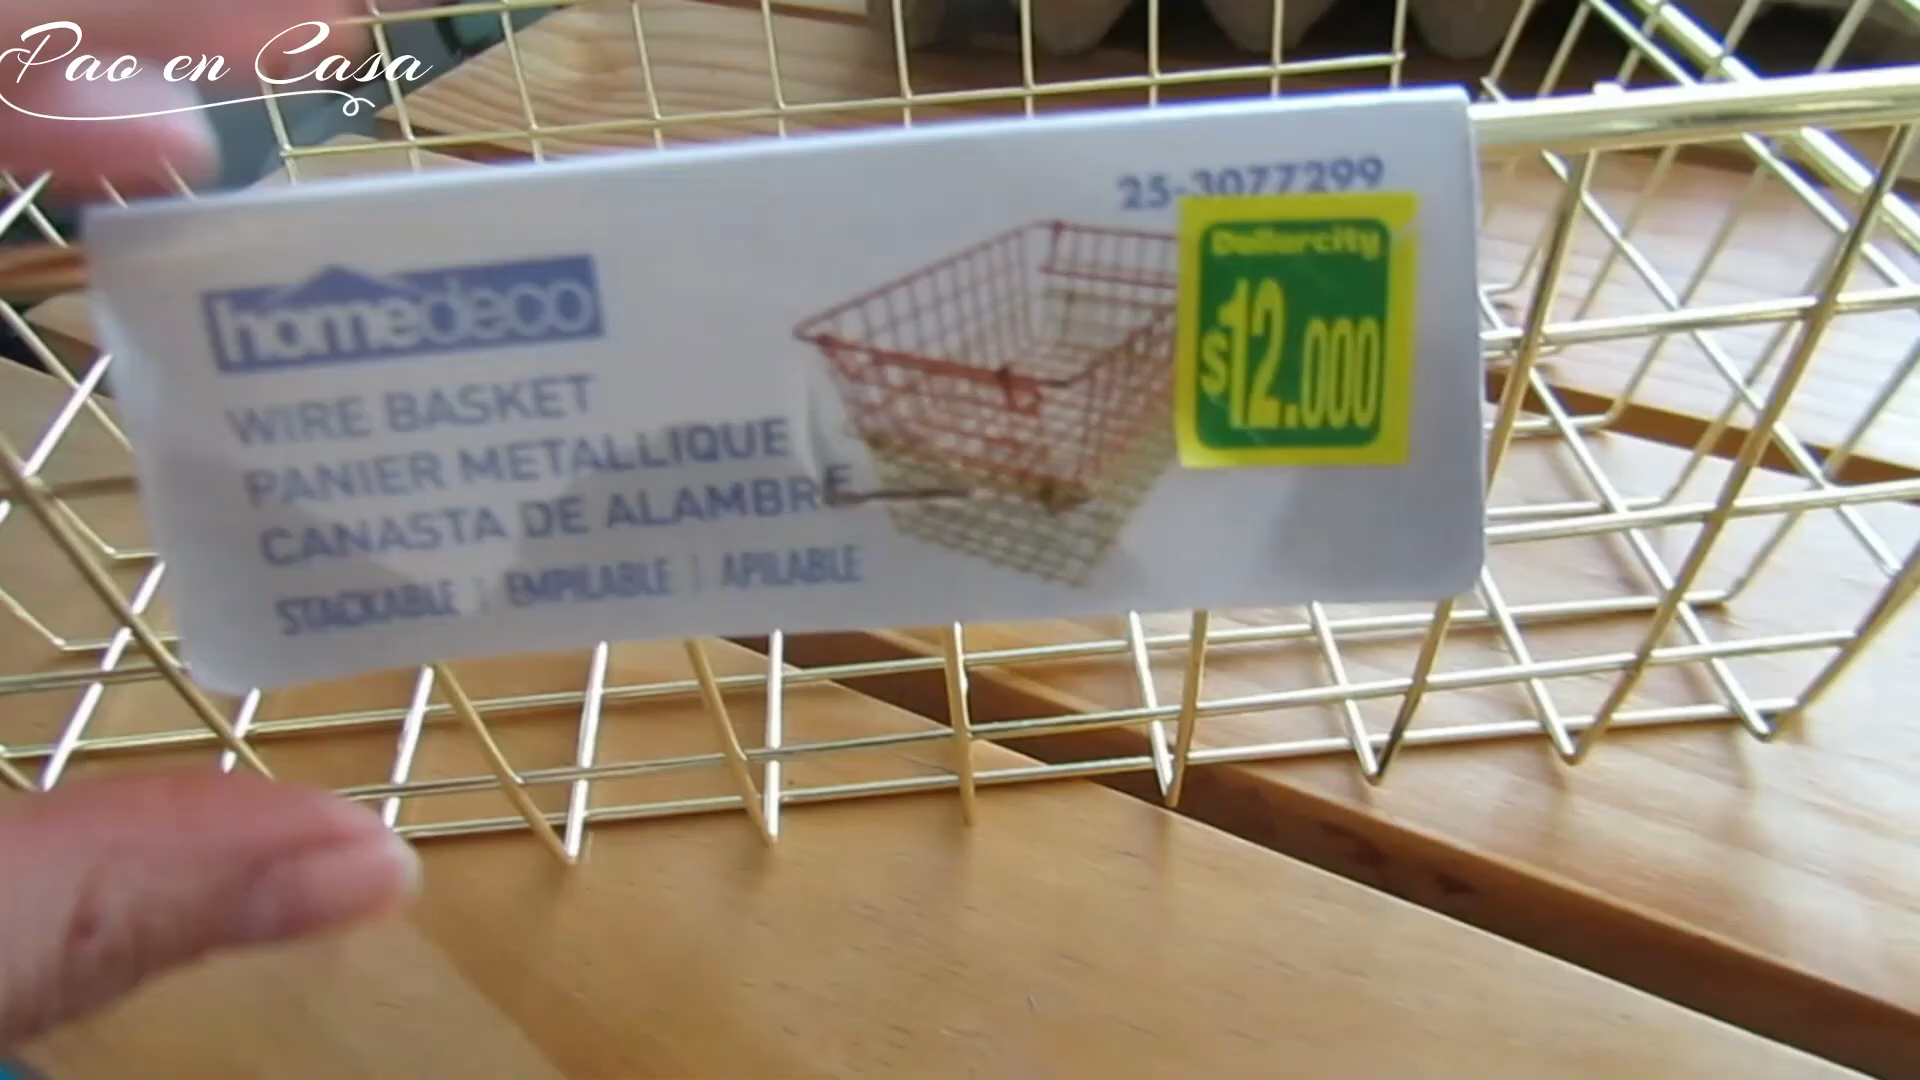 Pao en Casa
25-3077299
Dollarcity
$12.000
homedeco
WIRE BASKET
PANIER METALLIQUE
CANASTA DE ALAMBRE
STACKABLE | EMPILABLE | APILABLE